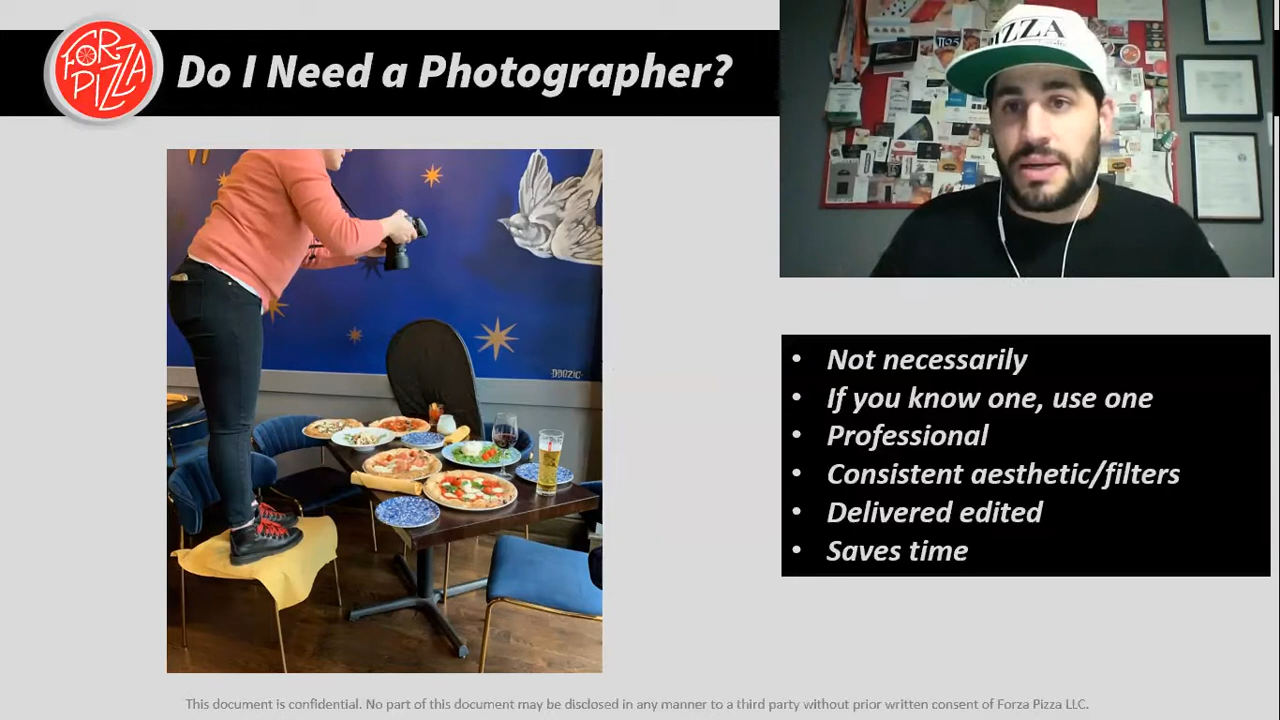 FORZA
PIZZA
Do I Need a Photographer?
PIZZA
DOOZIC
• Not necessarily
• If you know one, use one
• Professional
• Consistent aesthetic/filters
• Delivered edited
• Saves time
This document is confidential. No part of this document may be disclosed in any manner to a third party without prior written consent of Forza Pizza LLC.